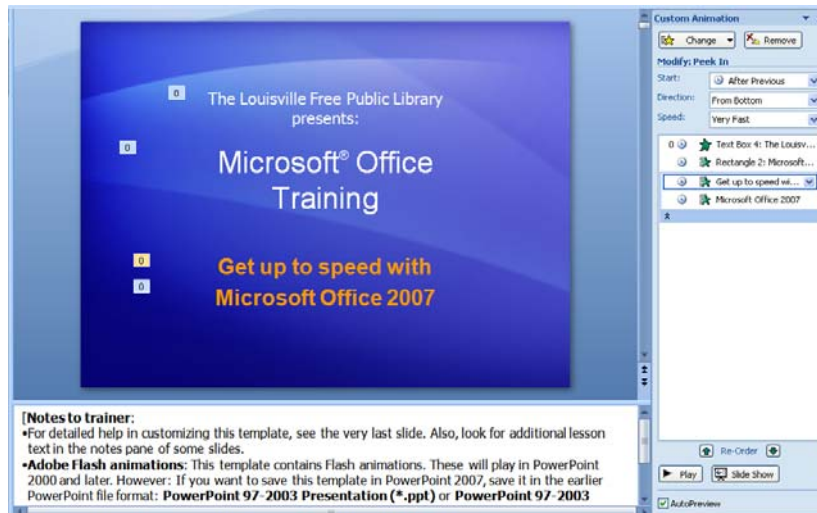 Custom Animation
Change
Remove
Modify: Peek In
Start:
After Previous
Direction:
From Bottom
Speed:
Very Fast
0
The Louisville Free Public Library
presents:
0
Microsoft® Office
Training
0
Get up to speed with
0
Microsoft Office 2007
0 Text Box 4: The Louisv...
Rectangle 2: Microsoft...
Get up to speed wi...
Microsoft Office 2007
Re-Order
Play
Slide Show
AutoPreview
[Notes to trainer:
•For detailed help in customizing this template, see the very last slide. Also, look for additional lesson
text in the notes pane of some slides.
•Adobe Flash animations: This template contains Flash animations. These will play in PowerPoint
2000 and later. However: If you want to save this template in PowerPoint 2007, save it in the earlier
PowerPoint file format: PowerPoint 97-2003 Presentation (*.ppt) or PowerPoint 97-2003